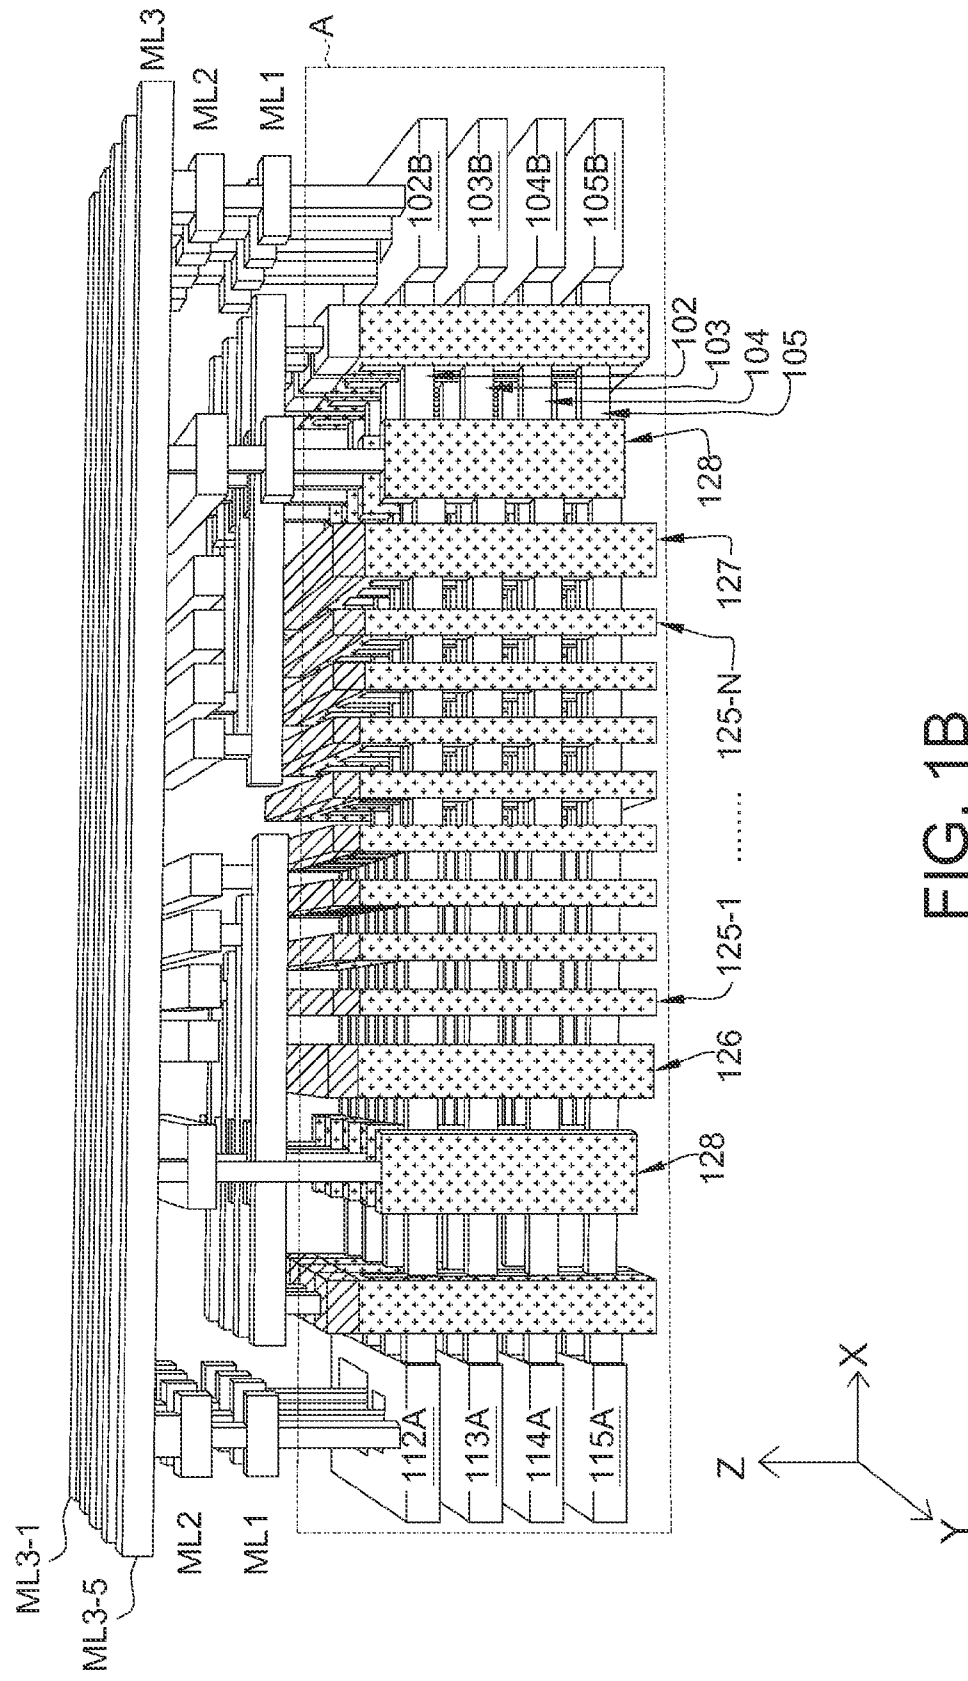 ML3-1
ML3-5
ML3
ML2
ML1
ML2
ML1
A
112A
113A
114A
115A
102B
103B
104B
105B
102
103
104
105
128
126
125-1
.......
125-N
127
128
Z
X
Y
FIG. 1B